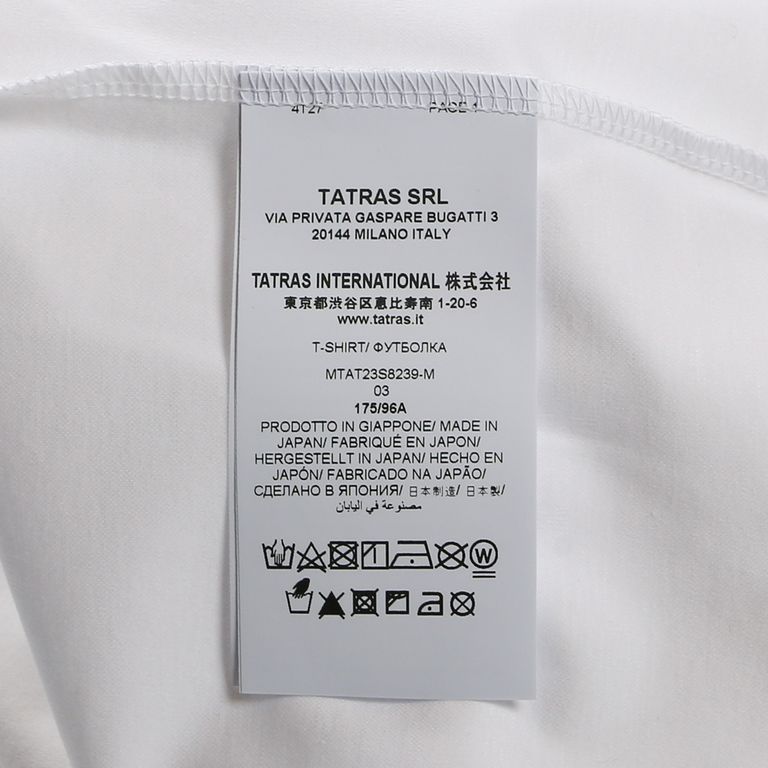 4127 PAGE 1
TATRAS SRL
VIA PRIVATA GASPARE BUGATTI 3
20144 MILANO ITALY
TATRAS INTERNATIONAL 株式会社
東京都渋谷区恵比寿南 1-20-6
www.tatras.it
T-SHIRT/ ФУТБОЛКА
MTAT23S8239-M
03
175/96A
PRODOTTO IN GIAPPONE/ MADE IN
JAPAN/ FABRIQUÉ EN JAPON/
HERGESTELLT IN JAPAN/ HECHO EN
JAPÓN/ FABRICADO NA JAPÃO/
СДЕЛАНО В ЯПОНИЯ/ 日本制造/ 日本製/
مصنوعة في اليابان
W